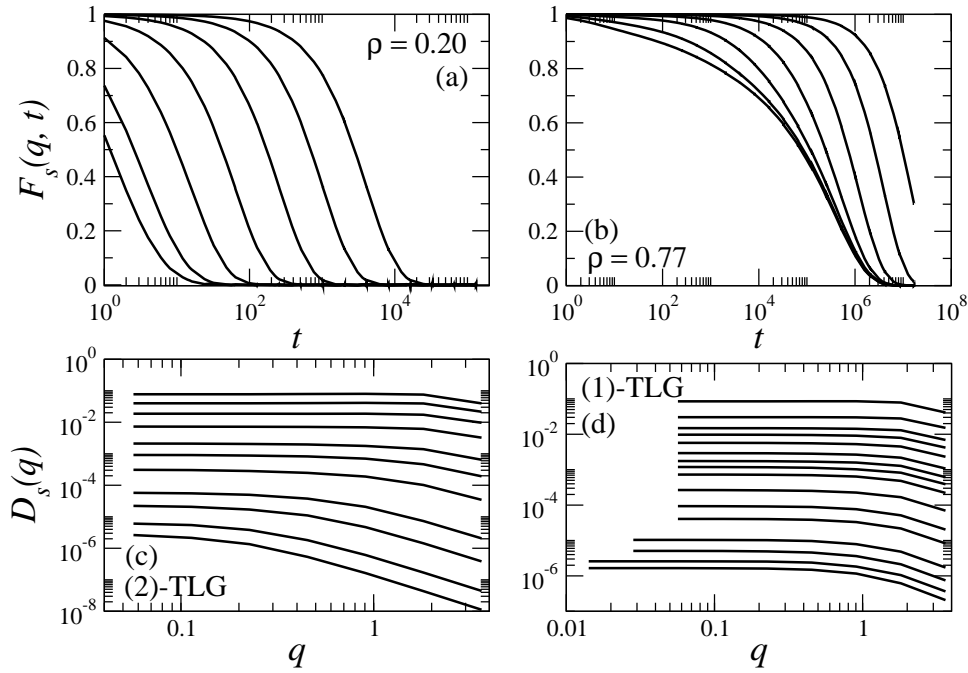 1
0.8
0.6
0.4
0.2
0
F_s(q, t)
ρ = 0.20
(a)
10^0
10^2
10^4
t
1
0.8
0.6
0.4
0.2
0
(b)
ρ = 0.77
10^0
10^2
10^4
10^6
10^8
t
10^0
10^-2
10^-4
10^-6
10^-8
D_s(q)
(c)
(2)-TLG
0.1
1
q
10^0
10^-2
10^-4
10^-6
(1)-TLG
(d)
0.01
0.1
1
q